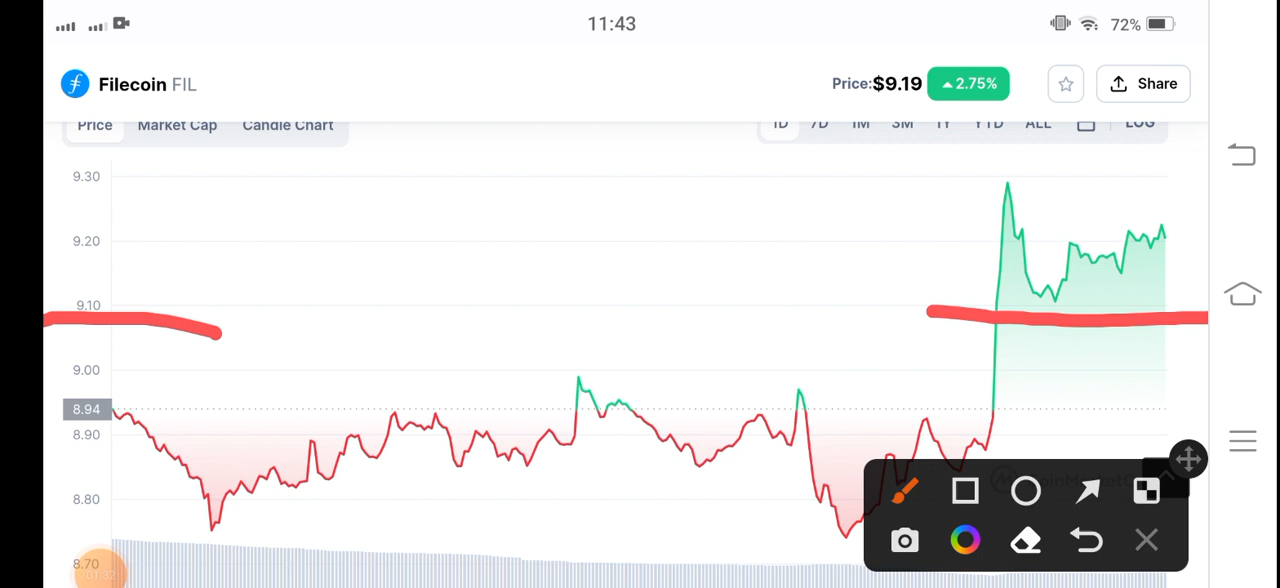 11:43
72%
Filecoin FIL
Price:$9.19 2.75%
Share
Price Market Cap Candle Chart
1D 7D 1M 3M 1Y YTD ALL LOG
9.30
9.20
9.10
9.00
8.94
8.90
8.80
8.70
01:32